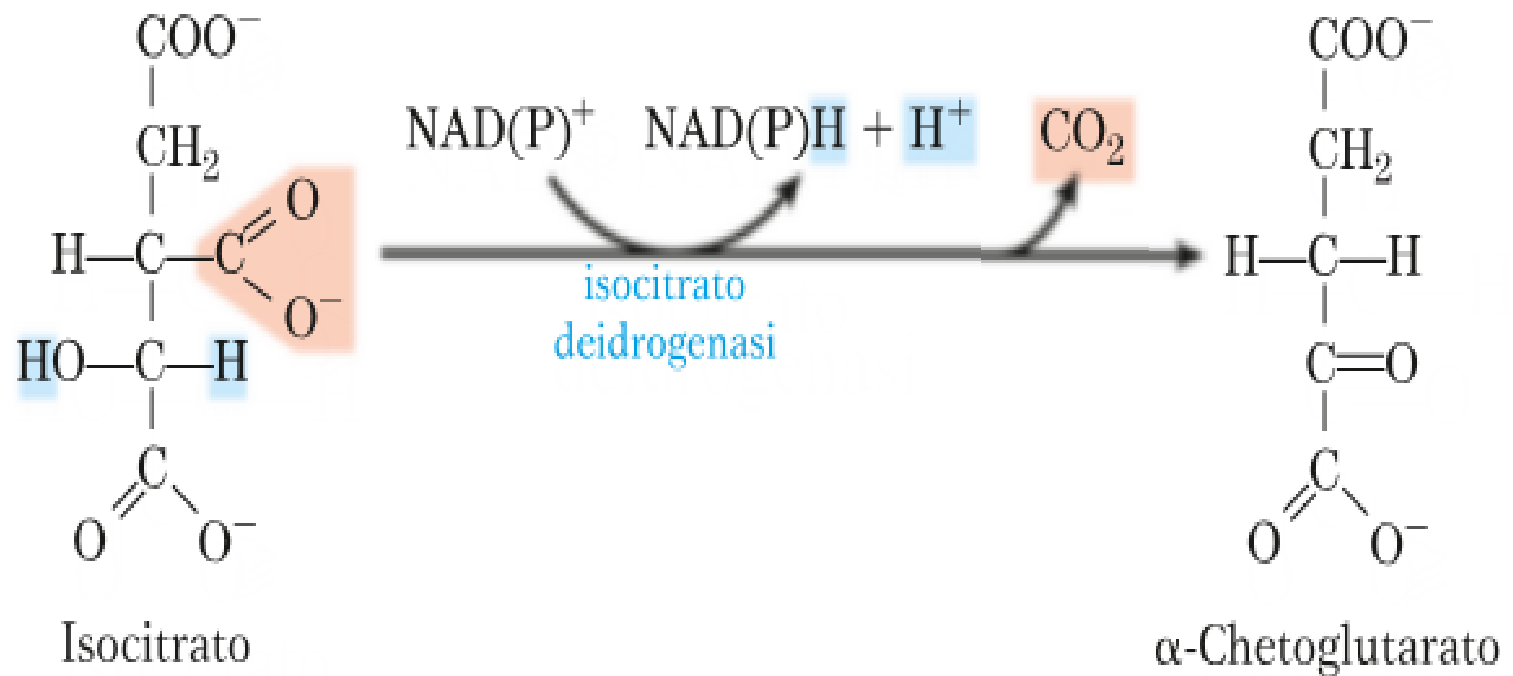 COO⁻
CH₂
H—C—C
O
O⁻
HO—C—H
C
O O⁻
Isocitrato
NAD(P)⁺ NAD(P)H + H⁺ CO₂
isocitrato
deidrogenasi
COO⁻
CH₂
H—C—H
C=O
C
O O⁻
α-Chetoglutarato